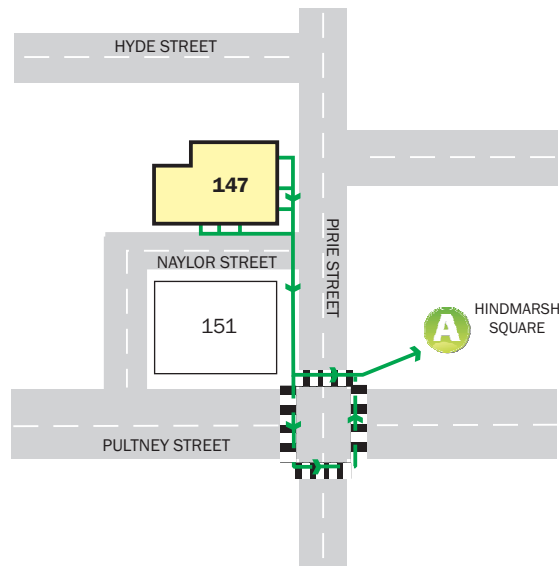 HYDE STREET
147
PIRIE STREET
NAYLOR STREET
151
A
HINDMARSH
SQUARE
PULTNEY STREET